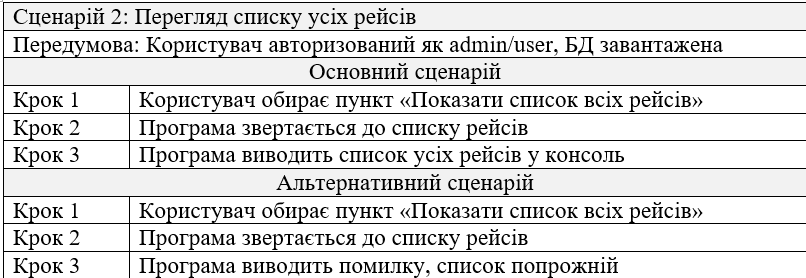 Сценарій 2: Перегляд списку усіх рейсів
Передумова: Користувач авторизований як admin/user, БД завантажена
Основний сценарій
Крок 1 Користувач обирає пункт «Показати список всіх рейсів»
Крок 2 Програма звертається до списку рейсів
Крок 3 Програма виводить список усіх рейсів у консоль
Альтернативний сценарій
Крок 1 Користувач обирає пункт «Показати список всіх рейсів»
Крок 2 Програма звертається до списку рейсів
Крок 3 Програма виводить помилку, список попрожній